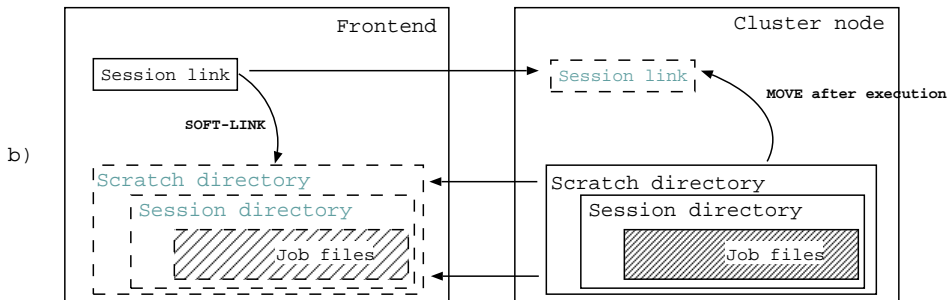 b)
Frontend
Session link
SOFT-LINK
Scratch directory
Session directory
Job files
Cluster node
Session link
MOVE after execution
Scratch directory
Session directory
Job files